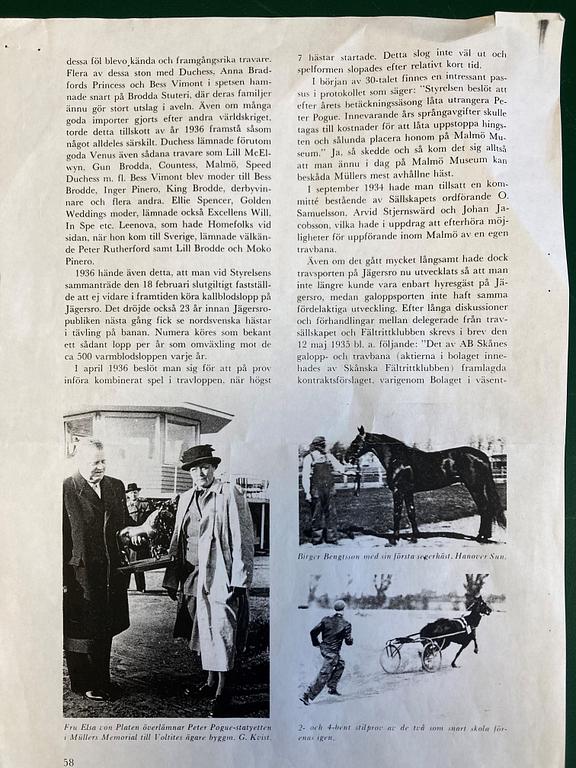 dessa föl blevo kända och framgångsrika travare.
Flera av dessa ston med Duchess, Anna Brad-
fords Princess och Bess Vimont i spetsen ham-
nade snart på Brodda Stuteri, där deras familjer
ännu gör stort utslag i aveln. Även om många
goda importer gjorts efter andra världskriget,
torde detta tillskott av år 1936 framstå såsom
något alldeles särskilt. Duchess lämnade förutom
goda Venus även sådana travare som Lill McEl-
wyn, Gun Brodda, Countess, Malmö, Speed
Duchess m. fl. Bess Vimont blev moder till Bess
Brodde, Inger Pinero, King Brodde, derbyvin-
nare och flera andra. Ellie Spencer, Golden
Weddings moder, lämnade också Excellens Will,
In Spe etc. Leenova, som hade Homefolks vid
sidan, när hon kom till Sverige, lämnade välkän-
de Peter Rutherford samt Lill Brodde och Moko
Pinero.
1936 hände även detta, att man vid Styrelsens
sammanträde den 18 februari slutgiltigt fastställ-
de att ej vidare i framtiden köra kallblodslopp på
Jägersro. Det dröjde också 23 år innan Jägersro-
publiken nästa gång fick se nordsvenska hästar
i tävling på banan. Numera köres som bekant
ett sådant lopp per år som omväxling mot de
ca 500 varmblodsloppen varje år.
I april 1936 beslöt man sig för att på prov
införa kombinerat spel i travloppen, när högst
7 hästar startade. Detta slog inte väl ut och
spelformen slopades efter relativt kort tid.
I början av 30-talet finnes en intressant pas-
sus i protokollet som säger: "Styrelsen beslöt att
efter årets betäckningssäsong låta utrangera Pe-
ter Pogue. Innevarande års språngavgifter skulle
tagas till kostnader för att låta uppstoppa hings-
ten och sålunda placera honom på Malmö Mu-
seum." Ja, så skedde och så kom det sig alltså
att man ännu i dag på Malmö Museum kan
beskåda Müllers mest avhållne häst.
I september 1934 hade man tillsatt en kom-
mitté bestående av Sällskapets ordförande O.
Samuelsson, Arvid Stjernswärd och Johan Ja-
cobsson, vilka hade i uppdrag att efterhöra möj-
ligheter för uppförande inom Malmö av en egen
travbana.
Även om det gått mycket långsamt hade dock
travsporten på Jägersro nu utvecklats så att man
inte längre kunde vara enbart hyresgäst på Jä-
gersro, medan galoppsporten inte haft samma
fördelaktiga utveckling. Efter långa diskussioner
och förhandlingar mellan delegerade från trav-
sällskapet och Fältrittklubben skrevs i brev den
12 maj 1935 bl. a. följande: "Det av AB Skånes
galopp- och travbana (aktierna i bolaget inne-
hades av Skånska Fältrittklubben) framlagda
kontraktsförslaget, varigenom Bolaget i väsent-
Birger Bengtsson med sin första segerhäst, Hanover Sun.
Fru Elsa von Platen överlämnar Peter Pogue-statyetten
i Müllers Memorial till Voltites ägare byggm. G. Kvist.
2- och 4-bent stilprov av de två som snart skola för-
enas igen.
58